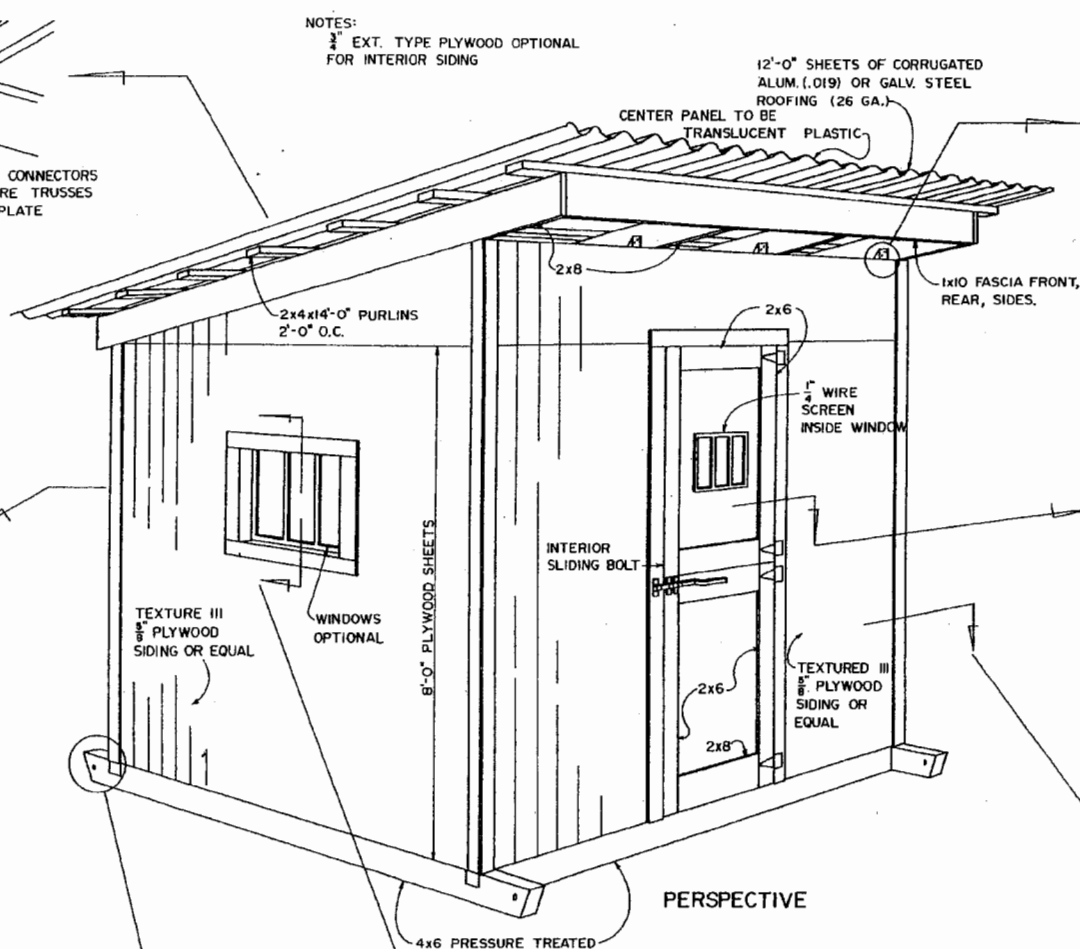 NOTES:
3/4" EXT. TYPE PLYWOOD OPTIONAL
FOR INTERIOR SIDING
12'-0" SHEETS OF CORRUGATED
ALUM. (.019) OR GALV. STEEL
ROOFING (26 GA.)
CENTER PANEL TO BE
TRANSLUCENT PLASTIC
CONNECTORS
RE TRUSSES
PLATE
2x8
1x10 FASCIA FRONT,
REAR, SIDES.
2x4x14'-0" PURLINS
2'-0" O.C.
2x6
1/4" WIRE
SCREEN
INSIDE WINDOW
8'-0" PLYWOOD SHEETS
INTERIOR
SLIDING BOLT
TEXTURE III
5/8" PLYWOOD
SIDING OR EQUAL
WINDOWS
OPTIONAL
2x6
2x8
TEXTURED III
5/8" PLYWOOD
SIDING OR
EQUAL
PERSPECTIVE
4x6 PRESSURE TREATED